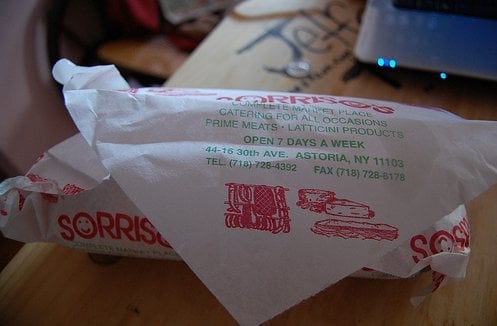 SORRISO
COMPLETE MARKET PLACE
CATERING FOR ALL OCCASIONS
PRIME MEATS • LATTICINI PRODUCTS
OPEN 7 DAYS A WEEK
44-16 30th AVE. ASTORIA, NY 11103
TEL. (718) 728-4392 FAX (718) 728-8178
SORRISO
COMPLETE MARKET PLACE
SORRIS